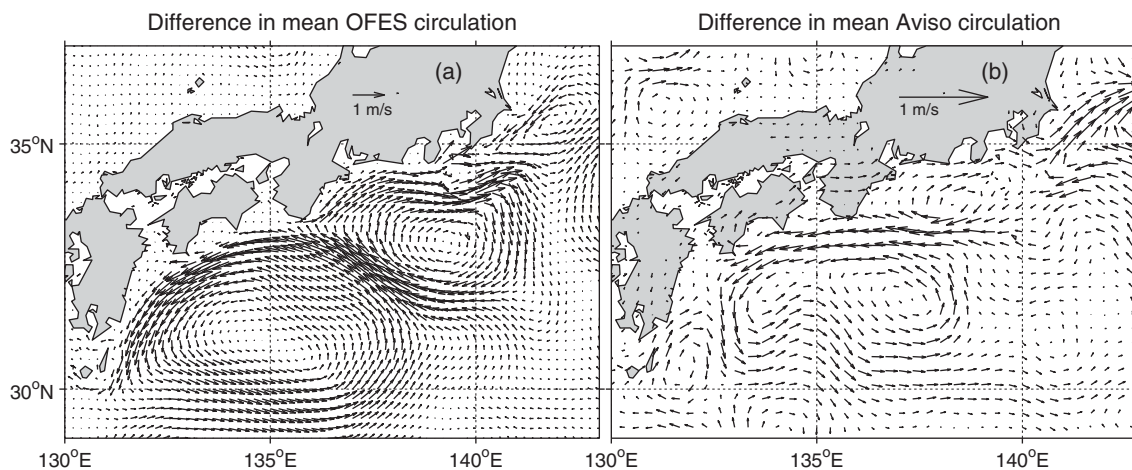 Difference in mean OFES circulation
Difference in mean Aviso circulation
(a)
(b)
1 m/s
1 m/s
35°N
30°N
130°E
135°E
140°E
130°E
135°E
140°E